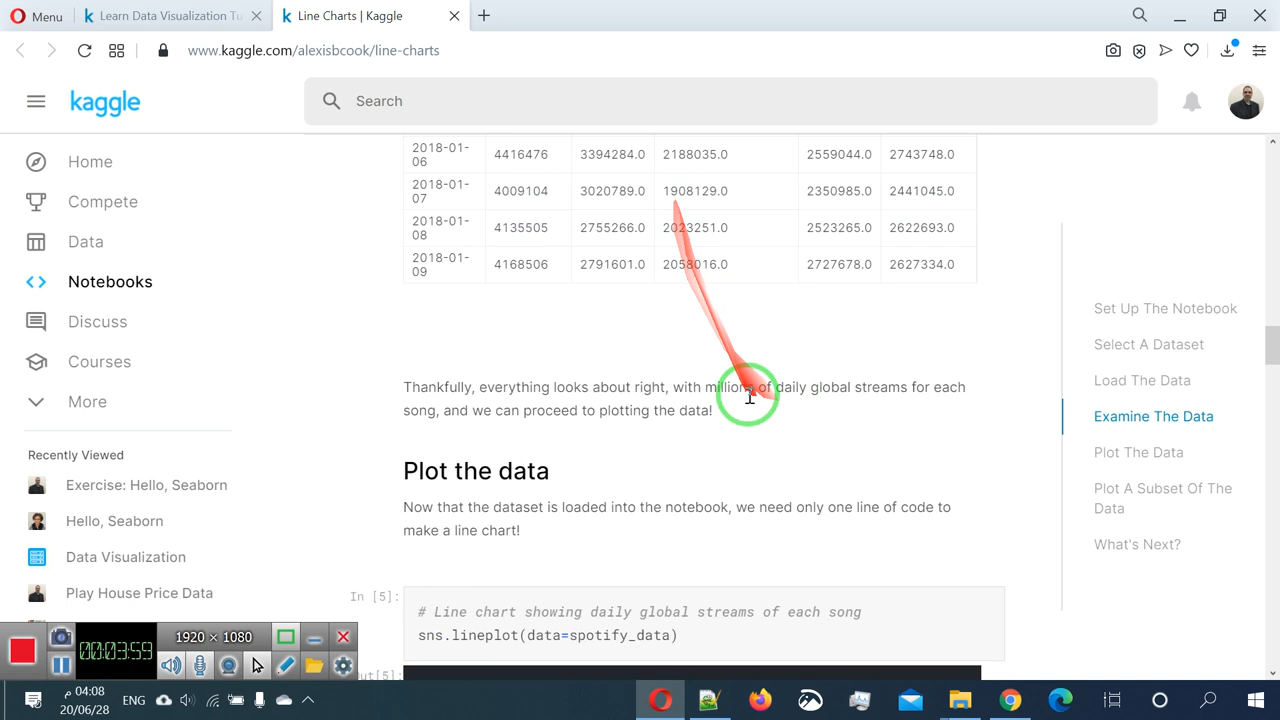 Menu
Learn Data Visualization Tu
Line Charts | Kaggle
www.kaggle.com/alexisbcook/line-charts
kaggle
Search
Home
Compete
Data
Notebooks
Discuss
Courses
More
Recently Viewed
Exercise: Hello, Seaborn
Hello, Seaborn
Data Visualization
Play House Price Data
2018-01-
06 4416476 3394284.0 2188035.0 2559044.0 2743748.0
2018-01-
07 4009104 3020789.0 1908129.0 2350985.0 2441045.0
2018-01-
08 4135505 2755266.0 2023251.0 2523265.0 2622693.0
2018-01-
09 4168506 2791601.0 2058016.0 2727678.0 2627334.0
Thankfully, everything looks about right, with millions of daily global streams for each
song, and we can proceed to plotting the data!
Plot the data
Now that the dataset is loaded into the notebook, we need only one line of code to
make a line chart!
In [5]:
# Line chart showing daily global streams of each song
sns.lineplot(data=spotify_data)
Set Up The Notebook
Select A Dataset
Load The Data
Examine The Data
Plot The Data
Plot A Subset Of The
Data
What's Next?
00:03:59
1920 × 1080
04:08 م
20/06/28
ENG